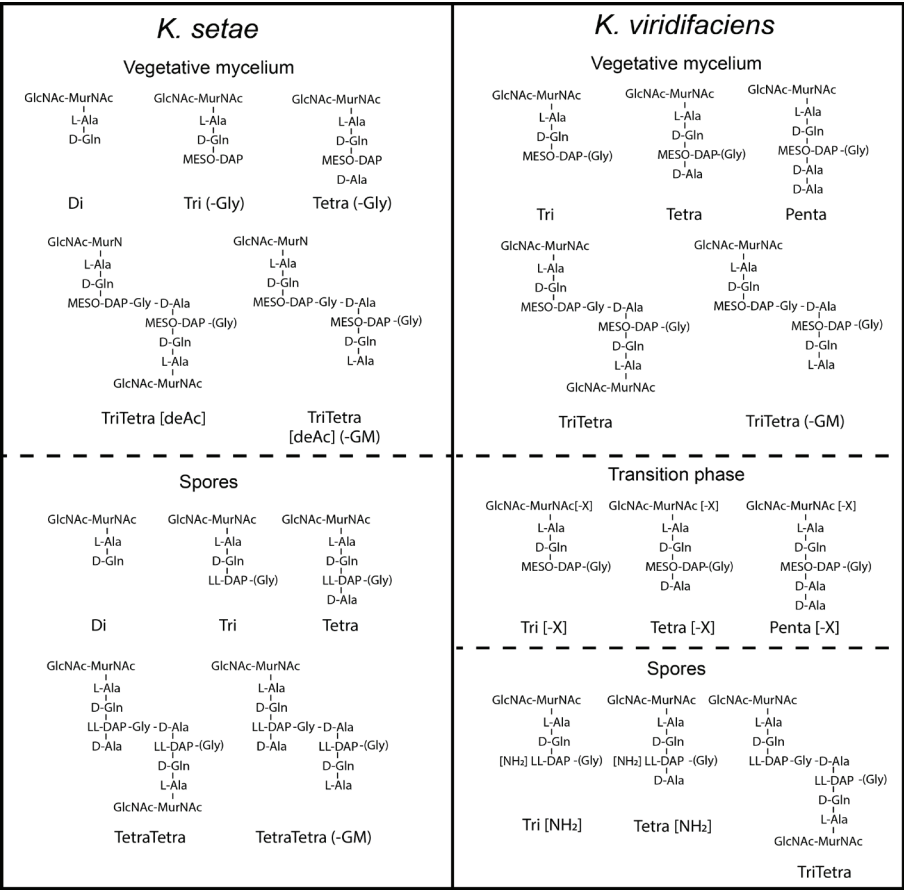 K. setae
Vegetative mycelium
GlcNAc-MurNAc
L-Ala
D-Gln
Di
GlcNAc-MurNAc
L-Ala
D-Gln
MESO-DAP
Tri (-Gly)
GlcNAc-MurNAc
L-Ala
D-Gln
MESO-DAP
D-Ala
Tetra (-Gly)
GlcNAc-MurN
L-Ala
D-Gln
MESO-DAP-Gly - D-Ala
MESO-DAP -(Gly)
D-Gln
L-Ala
GlcNAc-MurNAc
TriTetra [deAc]
GlcNAc-MurN
L-Ala
D-Gln
MESO-DAP-Gly - D-Ala
MESO-DAP -(Gly)
D-Gln
L-Ala
TriTetra
[deAc] (-GM)
Spores
GlcNAc-MurNAc
L-Ala
D-Gln
Di
GlcNAc-MurNAc
L-Ala
D-Gln
LL-DAP -(Gly)
Tri
GlcNAc-MurNAc
L-Ala
D-Gln
LL-DAP -(Gly)
D-Ala
Tetra
GlcNAc-MurNAc
L-Ala
D-Gln
LL-DAP-Gly - D-Ala
D-Ala LL-DAP -(Gly)
D-Gln
L-Ala
GlcNAc-MurNAc
TetraTetra
GlcNAc-MurNAc
L-Ala
D-Gln
LL-DAP-Gly - D-Ala
D-Ala LL-DAP -(Gly)
D-Gln
L-Ala
TetraTetra (-GM)
K. viridifaciens
Vegetative mycelium
GlcNAc-MurNAc
L-Ala
D-Gln
MESO-DAP-(Gly)
Tri
GlcNAc-MurNAc
L-Ala
D-Gln
MESO-DAP-(Gly)
D-Ala
Tetra
GlcNAc-MurNAc
L-Ala
D-Gln
MESO-DAP -(Gly)
D-Ala
D-Ala
Penta
GlcNAc-MurNAc
L-Ala
D-Gln
MESO-DAP-Gly - D-Ala
MESO-DAP -(Gly)
D-Gln
L-Ala
GlcNAc-MurNAc
TriTetra
GlcNAc-MurNAc
L-Ala
D-Gln
MESO-DAP-Gly - D-Ala
MESO-DAP -(Gly)
D-Gln
L-Ala
TriTetra (-GM)
Transition phase
GlcNAc-MurNAc[-X]
L-Ala
D-Gln
MESO-DAP-(Gly)
Tri [-X]
GlcNAc-MurNAc [-X]
L-Ala
D-Gln
MESO-DAP-(Gly)
D-Ala
Tetra [-X]
GlcNAc-MurNAc [-X]
L-Ala
D-Gln
MESO-DAP -(Gly)
D-Ala
D-Ala
Penta [-X]
Spores
GlcNAc-MurNAc
L-Ala
D-Gln
[NH₂] LL-DAP -(Gly)
Tri [NH₂]
GlcNAc-MurNAc
L-Ala
D-Gln
[NH₂] LL-DAP -(Gly)
D-Ala
Tetra [NH₂]
GlcNAc-MurNAc
L-Ala
D-Gln
LL-DAP-Gly - D-Ala
LL-DAP -(Gly)
D-Gln
L-Ala
GlcNAc-MurNAc
TriTetra